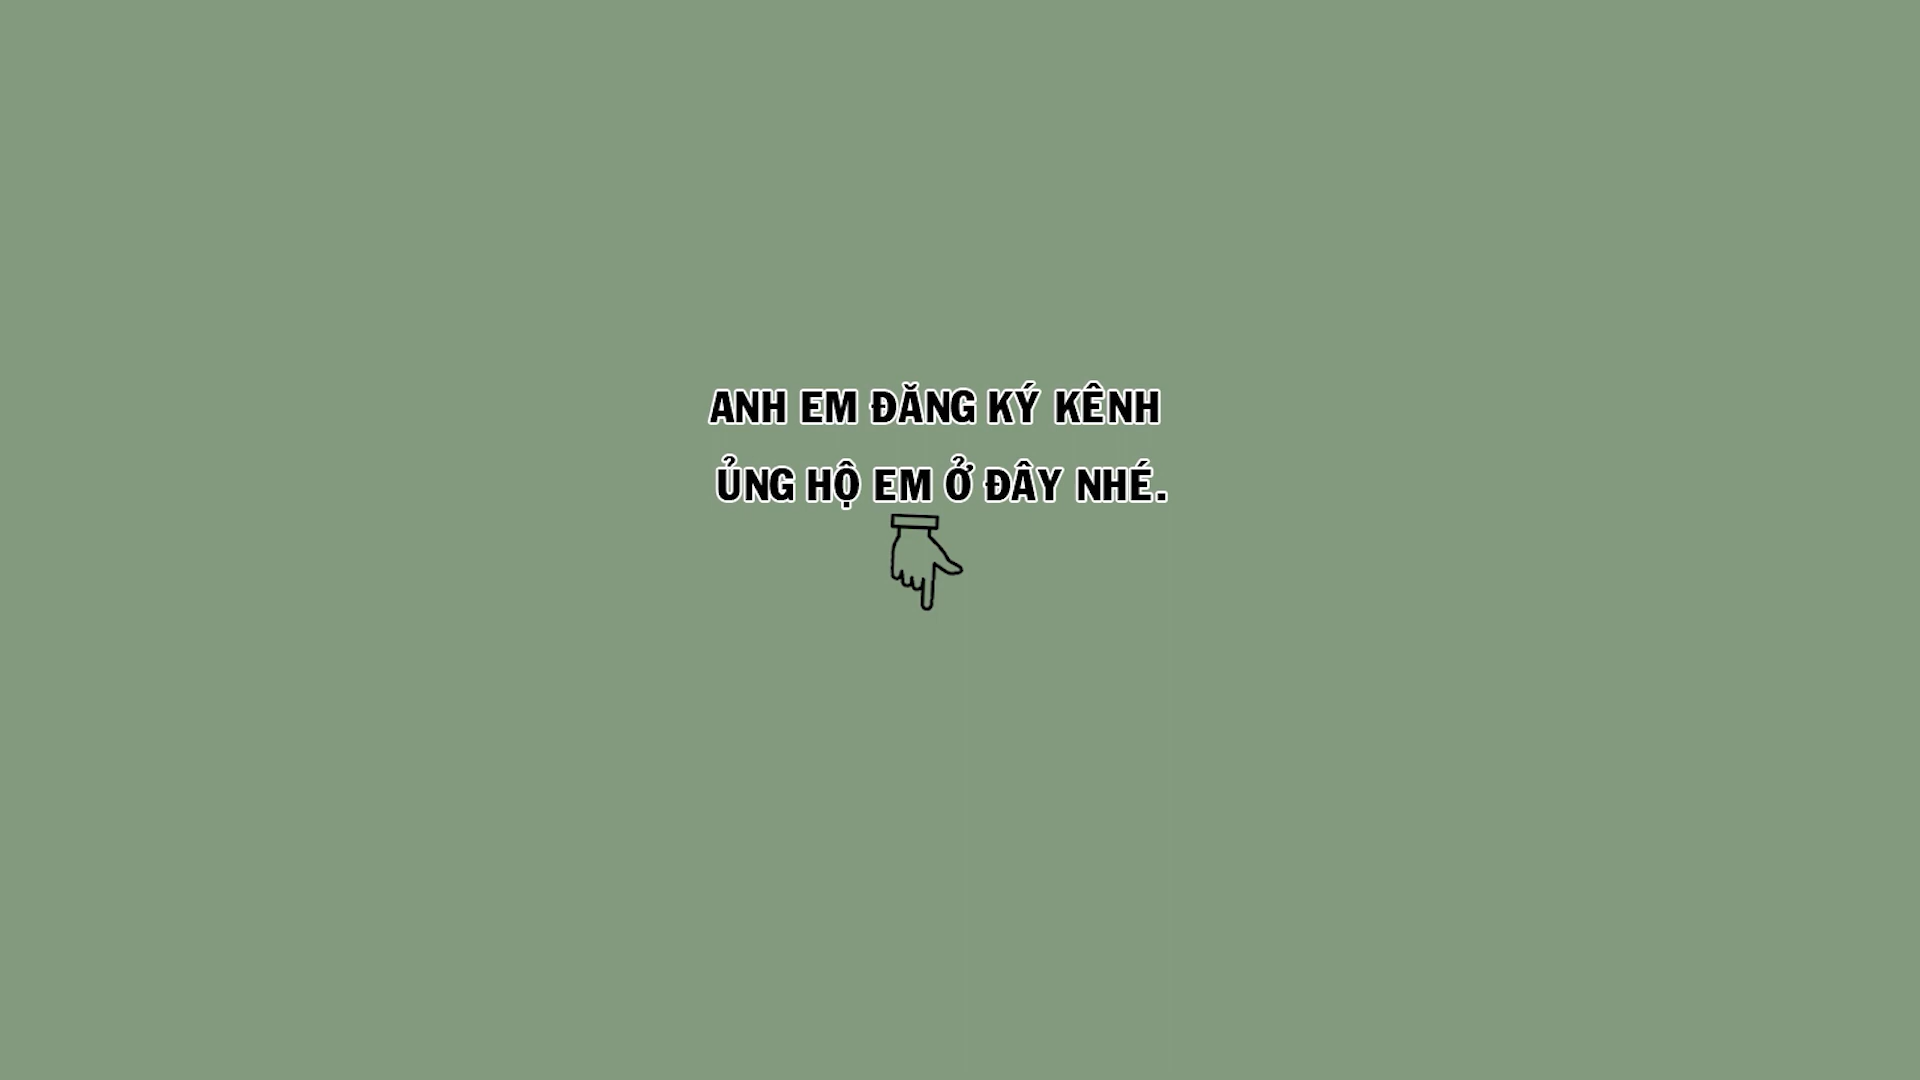 ANH EM ĐĂNG KÝ KÊNH
ỦNG HỘ EM Ở ĐÂY NHÉ.